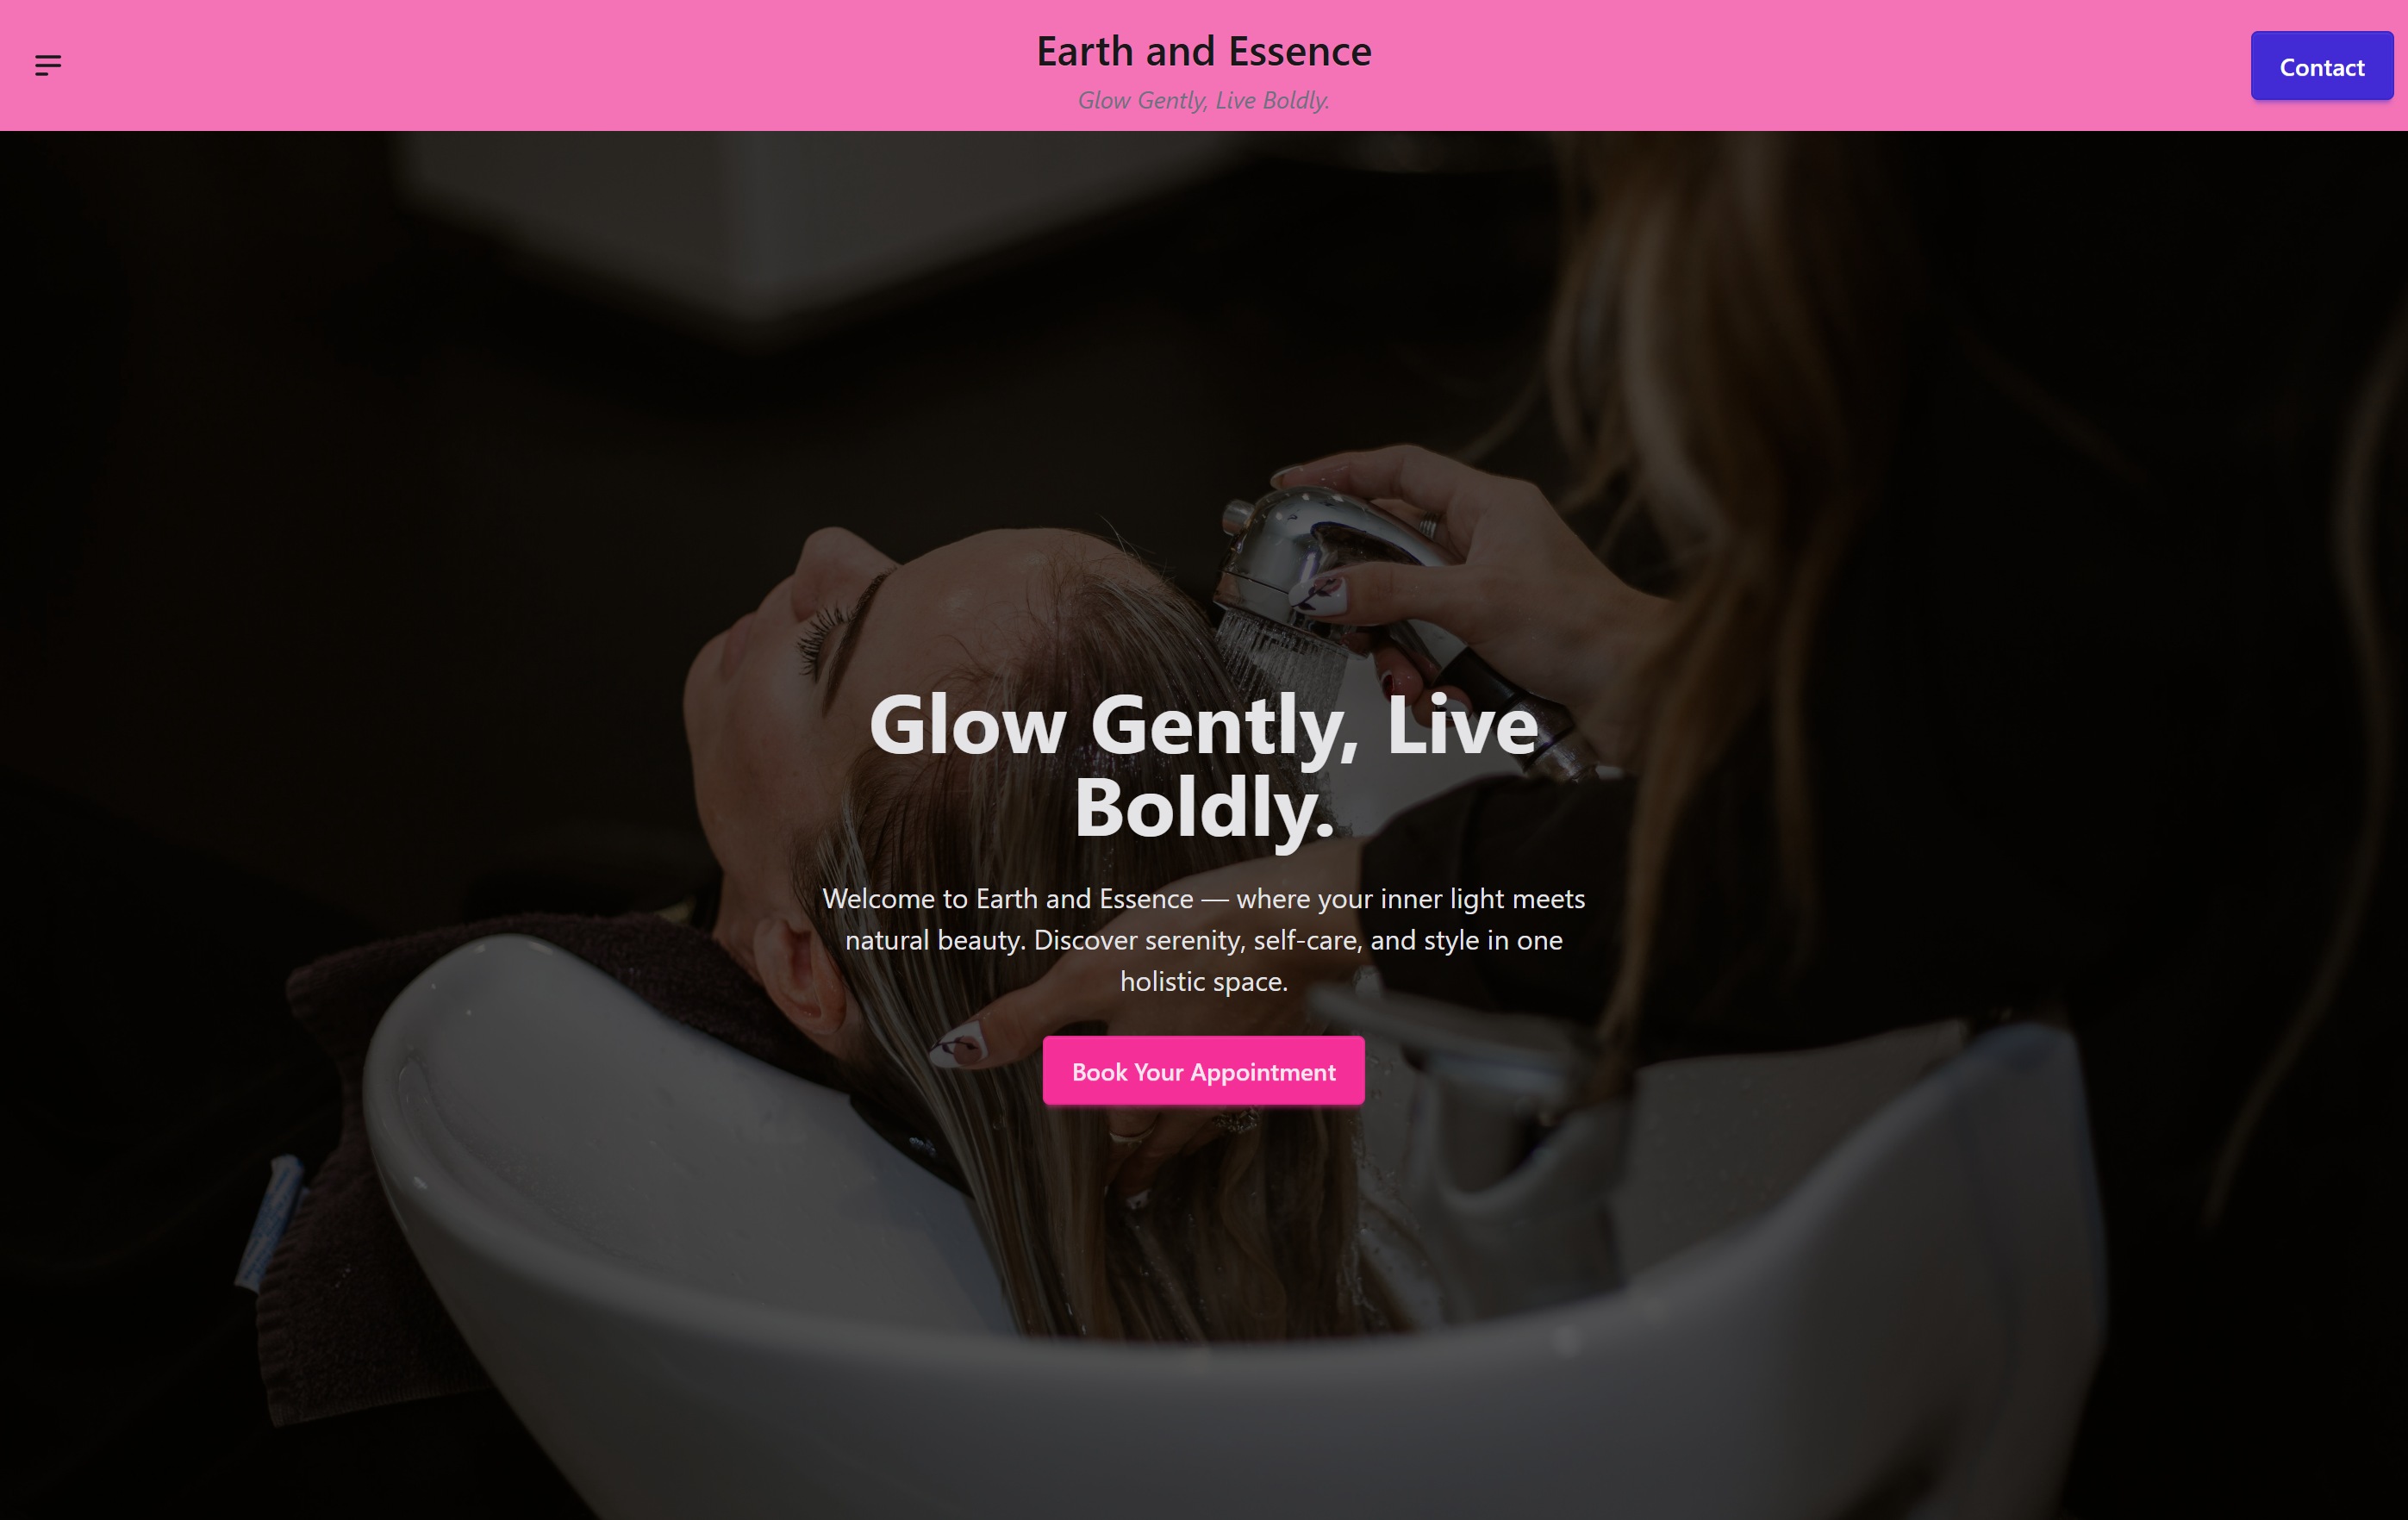 Earth and Essence
Contact
Glow Gently, Live Boldly.
Glow Gently, Live
Boldly.
Welcome to Earth and Essence — where your inner light meets
natural beauty. Discover serenity, self-care, and style in one
holistic space.
Book Your Appointment